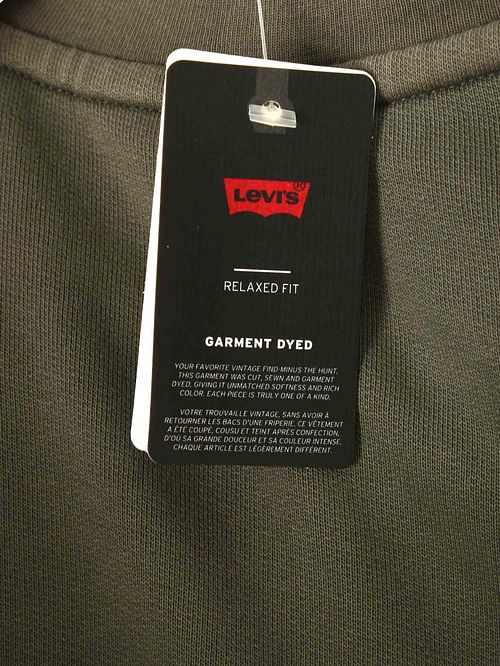 Levi's®
RELAXED FIT
GARMENT DYED
YOUR FAVORITE VINTAGE FIND-MINUS THE HUNT.
THIS GARMENT WAS CUT, SEWN AND GARMENT
DYED, GIVING IT UNMATCHED SOFTNESS AND RICH
COLOR. EACH PIECE IS TRULY ONE OF A KIND.
VOTRE TROUVAILLE VINTAGE, SANS AVOIR À
RETOURNER LES BACS D'UNE FRIPERIE. CE VÊTEMENT
A ÉTÉ COUPÉ, COUSU ET TEINT APRÈS CONFECTION,
D'OÙ SA GRANDE DOUCEUR ET SA COULEUR INTENSE.
CHAQUE ARTICLE EST LÉGÈREMENT DIFFÉRENT.